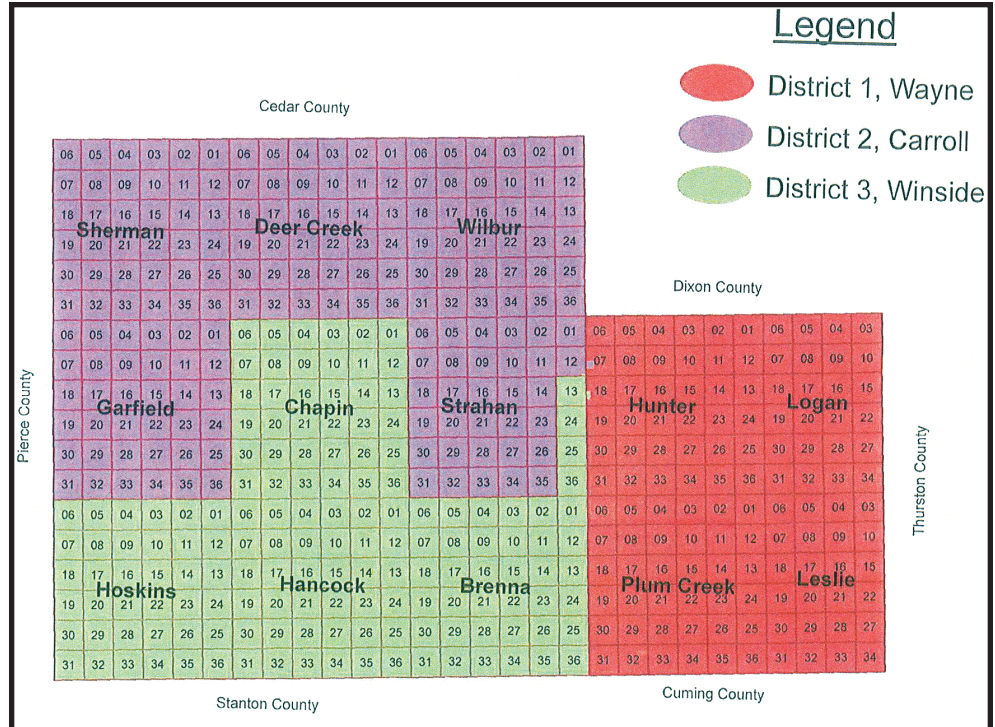 Legend
District 1, Wayne
District 2, Carroll
District 3, Winside
Cedar County
06 05 04 03 02 01 06 05 04 03 02 01 06 05 04 03 02 01
07 08 09 10 11 12 07 08 09 10 11 12 07 08 09 10 11 12
18 17 16 15 14 13 18 17 16 15 14 13 18 17 16 15 14 13
Sherman Deer Creek Wilbur
19 20 21 22 23 24 19 20 21 22 23 24 19 20 21 22 23 24
30 29 28 27 26 25 30 29 28 27 26 25 30 29 28 27 26 25
Dixon County
31 32 33 34 35 36 31 32 33 34 35 36 31 32 33 34 35 36
06 05 04 03 02 01 06 05 04 03 02 01 06 05 04 03 02 01 06 05 04 03 02 01 06 05 04 03
07 08 09 10 11 12 07 08 09 10 11 12 07 08 09 10 11 12 07 08 09 10 11 12 07 08 09 10
18 17 16 15 14 13 18 17 16 15 14 13 18 17 16 15 14 13 18 17 16 15 14 13 18 17 16 15
Garfield Chapin Strahan Hunter Logan
19 20 21 22 23 24 19 20 21 22 23 24 19 20 21 22 23 24 19 20 21 22 23 24 19 20 21 22
30 29 28 27 26 25 30 29 28 27 26 25 30 29 28 27 26 25 30 29 28 27 26 25 30 29 28 27
31 32 33 34 35 36 31 32 33 34 35 36 31 32 33 34 35 36 31 32 33 34 35 36 31 32 33 34
Pierce County
Thurston County
06 05 04 03 02 01 06 05 04 03 02 01 06 05 04 03 02 01 06 05 04 03 02 01 06 05 04 03
07 08 09 10 11 12 07 08 09 10 11 12 07 08 09 10 11 12 07 08 09 10 11 12 07 08 09 10
18 17 16 15 14 13 18 17 16 15 14 13 18 17 16 15 14 13 18 17 16 15 14 13 18 17 16 15
Hoskins Hancock Brenna Plum Creek Leslie
19 20 21 22 23 24 19 20 21 22 23 24 19 20 21 22 23 24 19 20 21 22 23 24 19 20 21 22
30 29 28 27 26 25 30 29 28 27 26 25 30 29 28 27 26 25 30 29 28 27 26 25 30 29 28 27
31 32 33 34 35 36 31 32 33 34 35 36 31 32 33 34 35 36 31 32 33 34 35 36 31 32 33 34
Stanton County
Cuming County